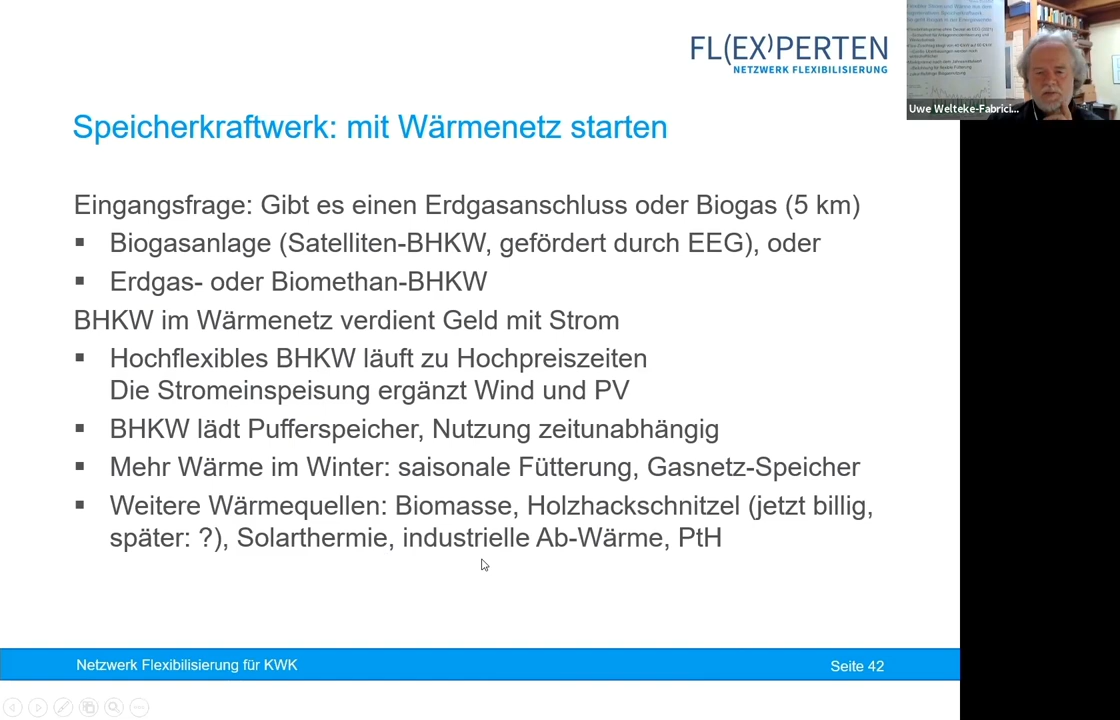 FL(EX)PERTEN
NETZWERK FLEXIBILISIERUNG
Uwe Welteke-Fabrici...
Speicherkraftwerk: mit Wärmenetz starten
Eingangsfrage: Gibt es einen Erdgasanschluss oder Biogas (5 km)
▪ Biogasanlage (Satelliten-BHKW, gefördert durch EEG), oder
▪ Erdgas- oder Biomethan-BHKW
BHKW im Wärmenetz verdient Geld mit Strom
▪ Hochflexibles BHKW läuft zu Hochpreiszeiten
Die Stromeinspeisung ergänzt Wind und PV
▪ BHKW lädt Pufferspeicher, Nutzung zeitunabhängig
▪ Mehr Wärme im Winter: saisonale Fütterung, Gasnetz-Speicher
▪ Weitere Wärmequellen: Biomasse, Holzhackschnitzel (jetzt billig,
später: ?), Solarthermie, industrielle Ab-Wärme, PtH
Netzwerk Flexibilisierung für KWK
Seite 42